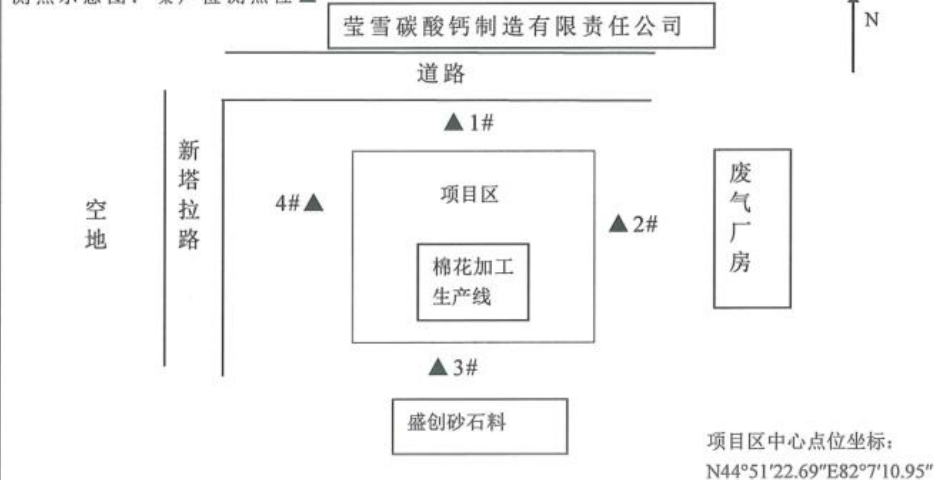 莹雪碳酸钙制造有限责任公司
N
道路
▲1#
新塔拉路
空地
4#▲
项目区
▲2#
废气厂房
棉花加工
生产线
▲3#
盛创砂石料
项目区中心点位坐标：
N44°51′22.69″E82°7′10.95″